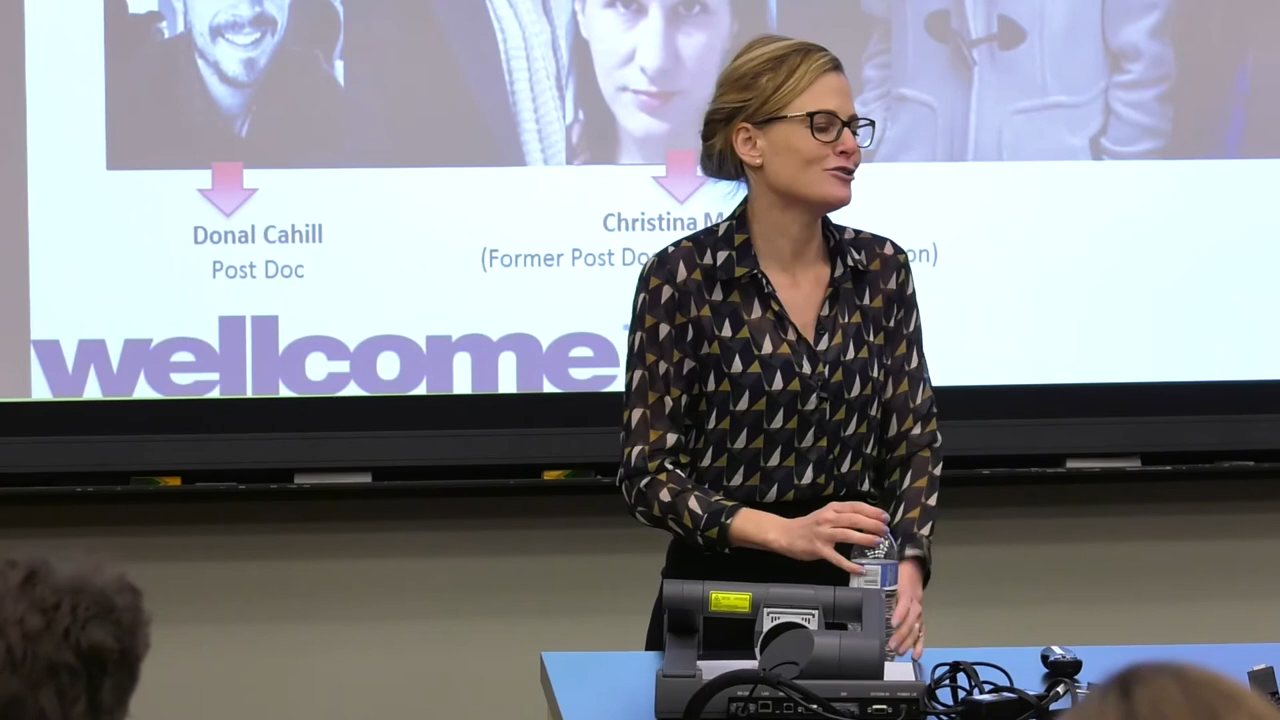 Donal Cahill
Post Doc
Christina M
(Former Post Do
on)
wellcome